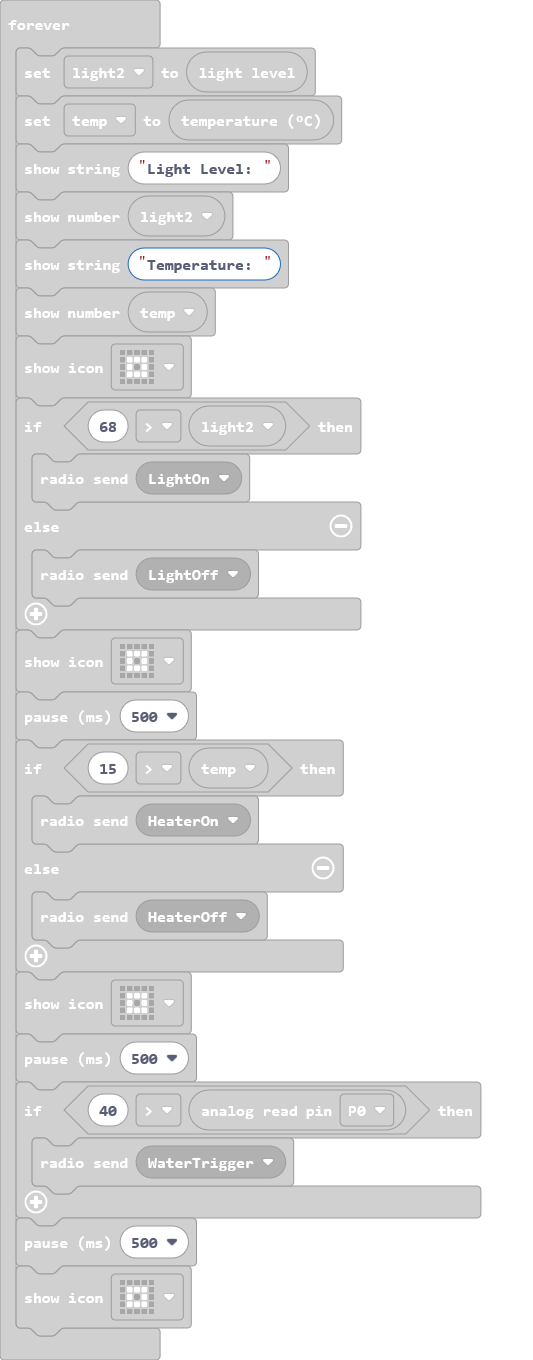 forever
set light2 to light level
set temp to temperature (ºC)
show string "Light Level: "
show number light2
show string "Temperature: "
show number temp
show icon
if 68 > light2 then
radio send LightOn
else
radio send LightOff
show icon
pause (ms) 500
if 15 > temp then
radio send HeaterOn
else
radio send HeaterOff
show icon
pause (ms) 500
if 40 > analog read pin P0 then
radio send WaterTrigger
pause (ms) 500
show icon